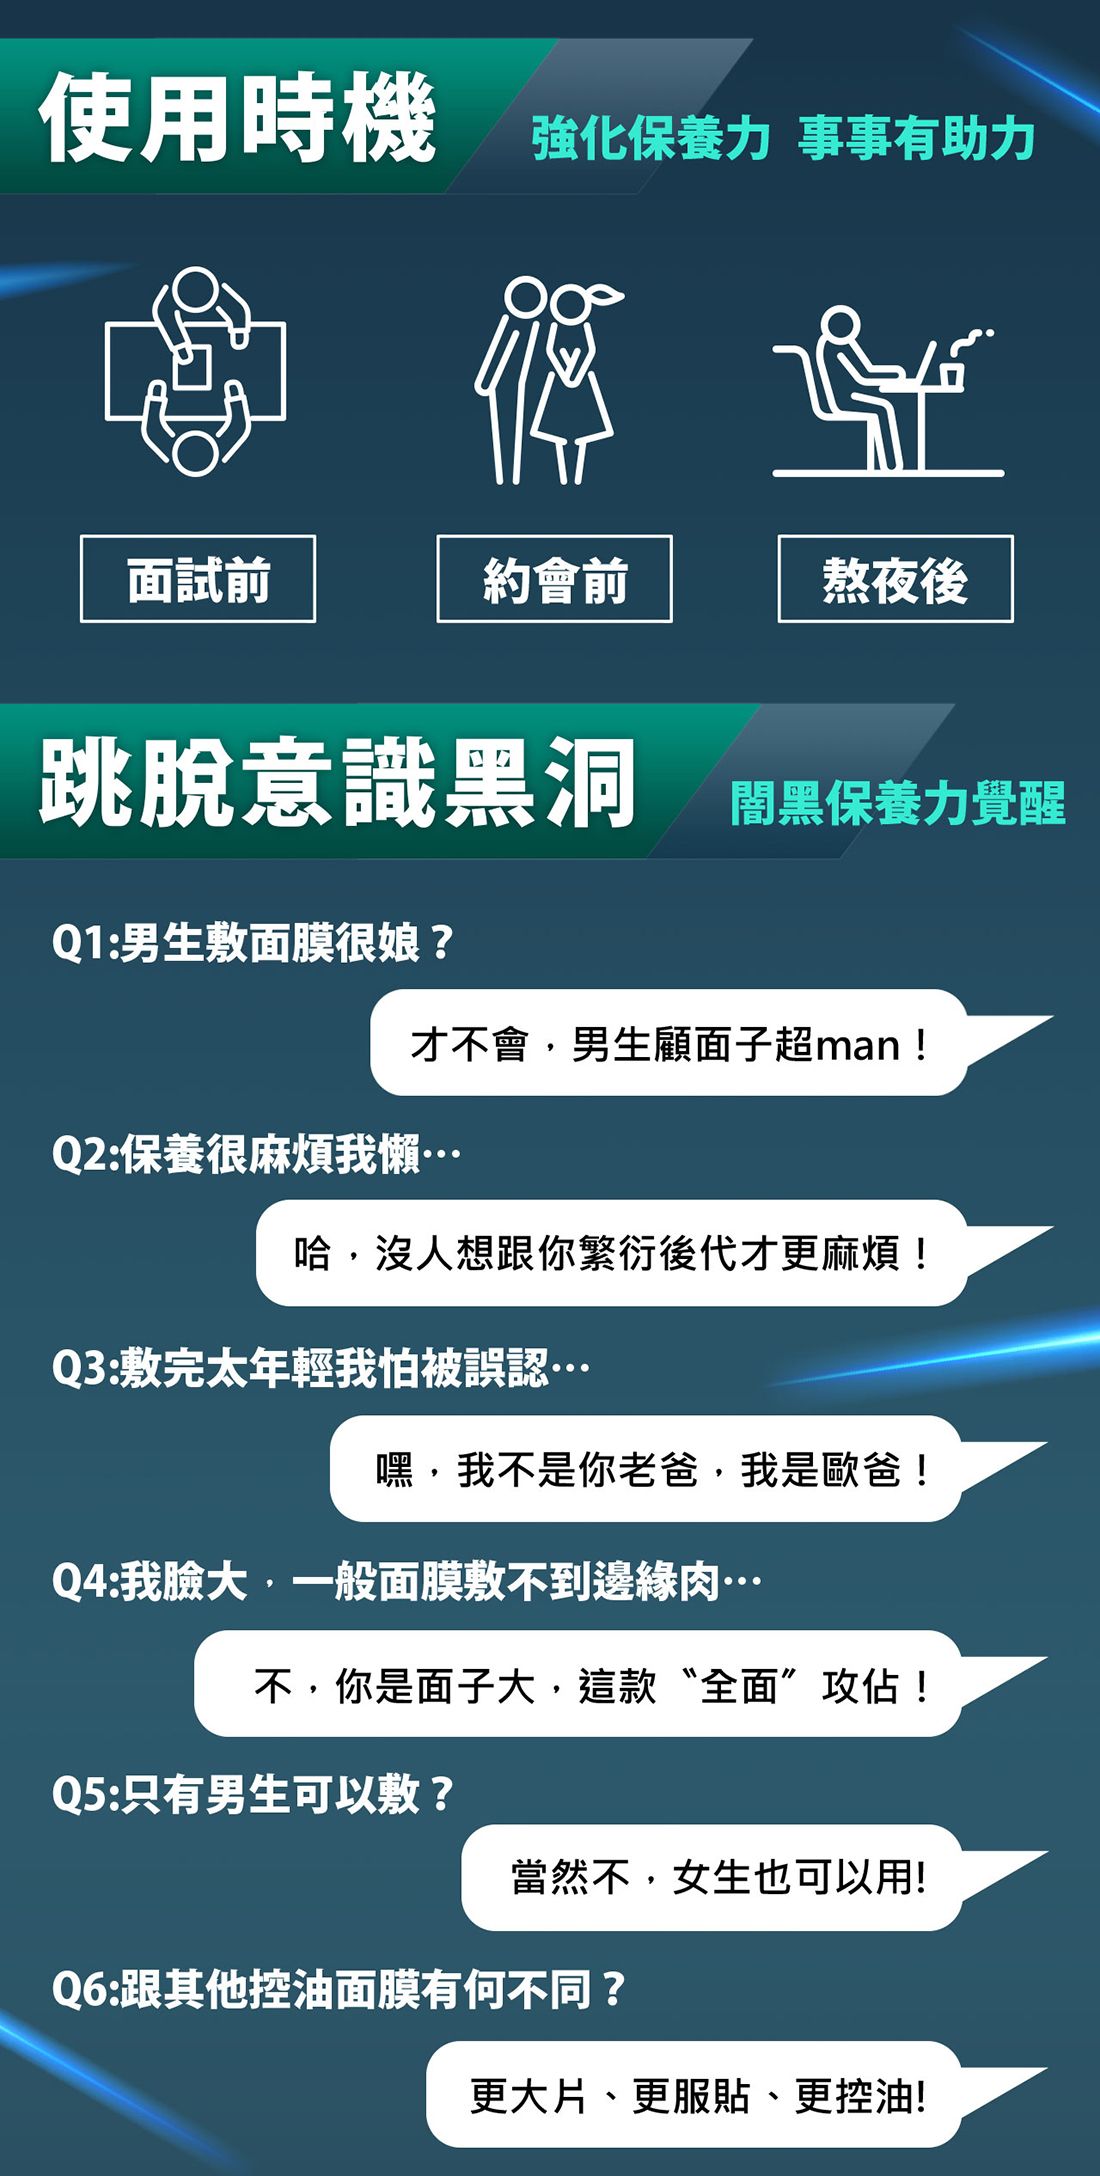 使用時機
強化保養力 事事有助力
面試前
約會前
熬夜後
跳脫意識黑洞
闇黑保養力覺醒
Q1:男生敷面膜很娘？
才不會，男生顧面子超man！
Q2:保養很麻煩我懶⋯
哈，沒人想跟你繁衍後代才更麻煩！
Q3:敷完太年輕我怕被誤認⋯
嘿，我不是你老爸，我是歐爸！
Q4:我臉大，一般面膜敷不到邊緣肉⋯
不，你是面子大，這款〝全面〞攻佔！
Q5:只有男生可以敷？
當然不，女生也可以用!
Q6:跟其他控油面膜有何不同？
更大片、更服貼、更控油!